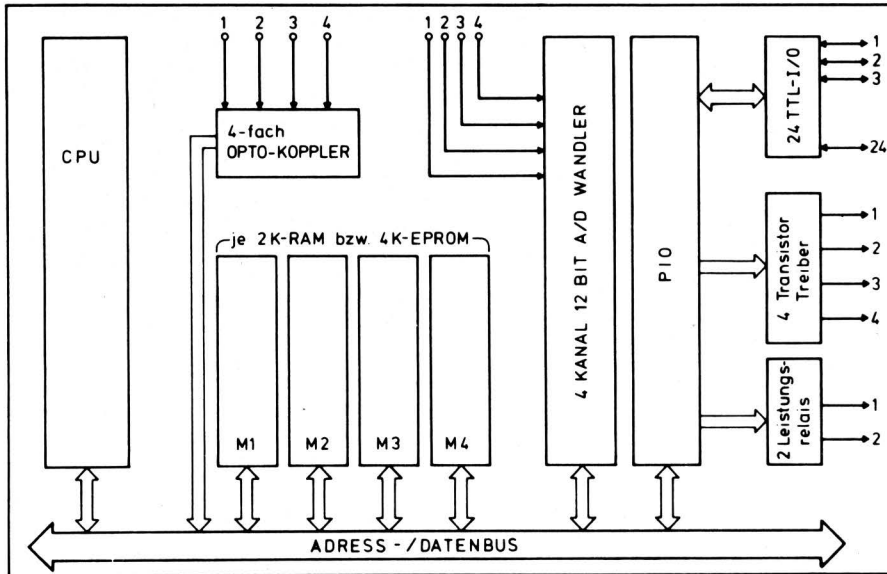 CPU
1 2 3 4
4-fach
OPTO-KOPPLER
1 2 3 4
je 2K-RAM bzw. 4K-EPROM
M1
M2
M3
M4
4 KANAL 12 BIT A/D WANDLER
PIO
24 TTL-I/O
1
2
3
24
4 Transistor
Treiber
1
2
3
4
2 Leistungs-
relais
1
2
ADRESS-/DATENBUS